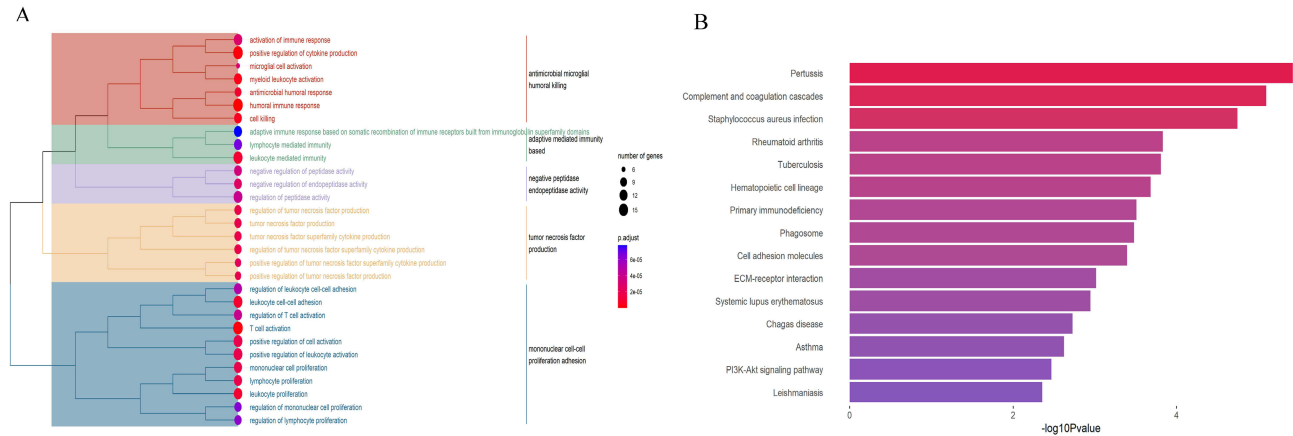 A
activation of immune response
positive regulation of cytokine production
microglial cell activation
myeloid leukocyte activation
antimicrobial humoral response
humoral immune response
cell killing
adaptive immune response based on somatic recombination of immune receptors built from immunoglobulin superfamily domains
lymphocyte mediated immunity
leukocyte mediated immunity
negative regulation of peptidase activity
negative regulation of endopeptidase activity
regulation of peptidase activity
regulation of tumor necrosis factor production
tumor necrosis factor production
tumor necrosis factor superfamily cytokine production
regulation of tumor necrosis factor superfamily cytokine production
positive regulation of tumor necrosis factor superfamily cytokine production
positive regulation of tumor necrosis factor production
regulation of leukocyte cell-cell adhesion
leukocyte cell-cell adhesion
regulation of T cell activation
T cell activation
positive regulation of cell activation
positive regulation of leukocyte activation
mononuclear cell proliferation
lymphocyte proliferation
leukocyte proliferation
regulation of mononuclear cell proliferation
regulation of lymphocyte proliferation
antimicrobial microglial
humoral killing
adaptive mediated immunity
based
negative peptidase
endopeptidase activity
tumor necrosis factor
production
mononuclear cell-cell
proliferation adhesion
number of genes
6
9
12
15
p.adjust
6e-05
4e-05
2e-05
B
Pertussis
Complement and coagulation cascades
Staphylococcus aureus infection
Rheumatoid arthritis
Tuberculosis
Hematopoietic cell lineage
Primary immunodeficiency
Phagosome
Cell adhesion molecules
ECM-receptor interaction
Systemic lupus erythematosus
Chagas disease
Asthma
PI3K-Akt signaling pathway
Leishmaniasis
0
2
4
-log10Pvalue